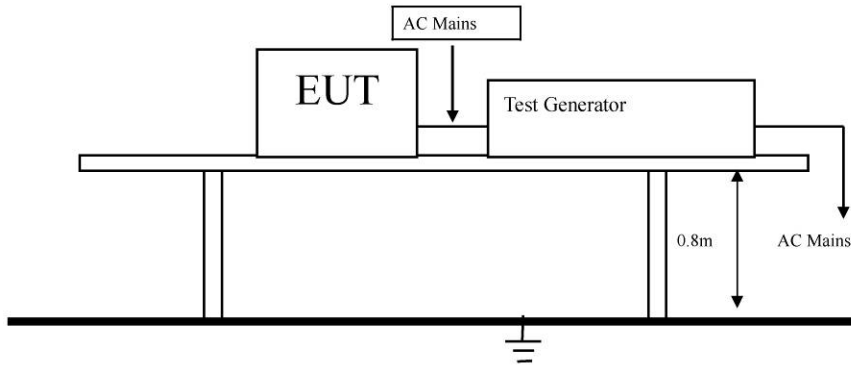 AC Mains
EUT
Test Generator
0.8m
AC Mains